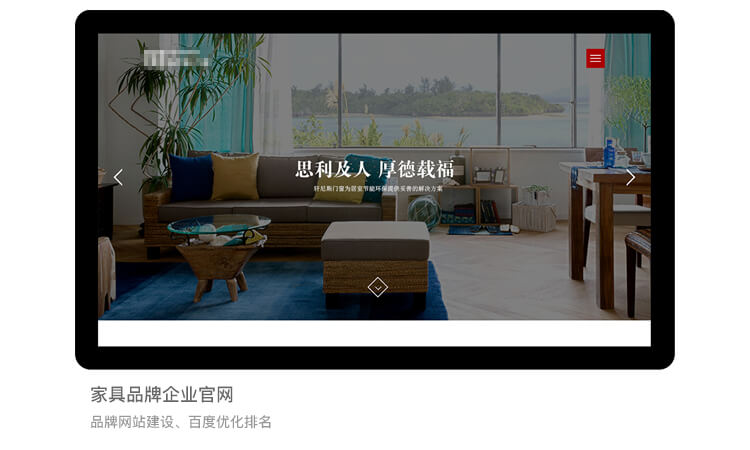 思利及人 厚德载福
轩尼斯门窗为居室节能环保提供妥善的解决方案
家具品牌企业官网
品牌网站建设、百度优化排名